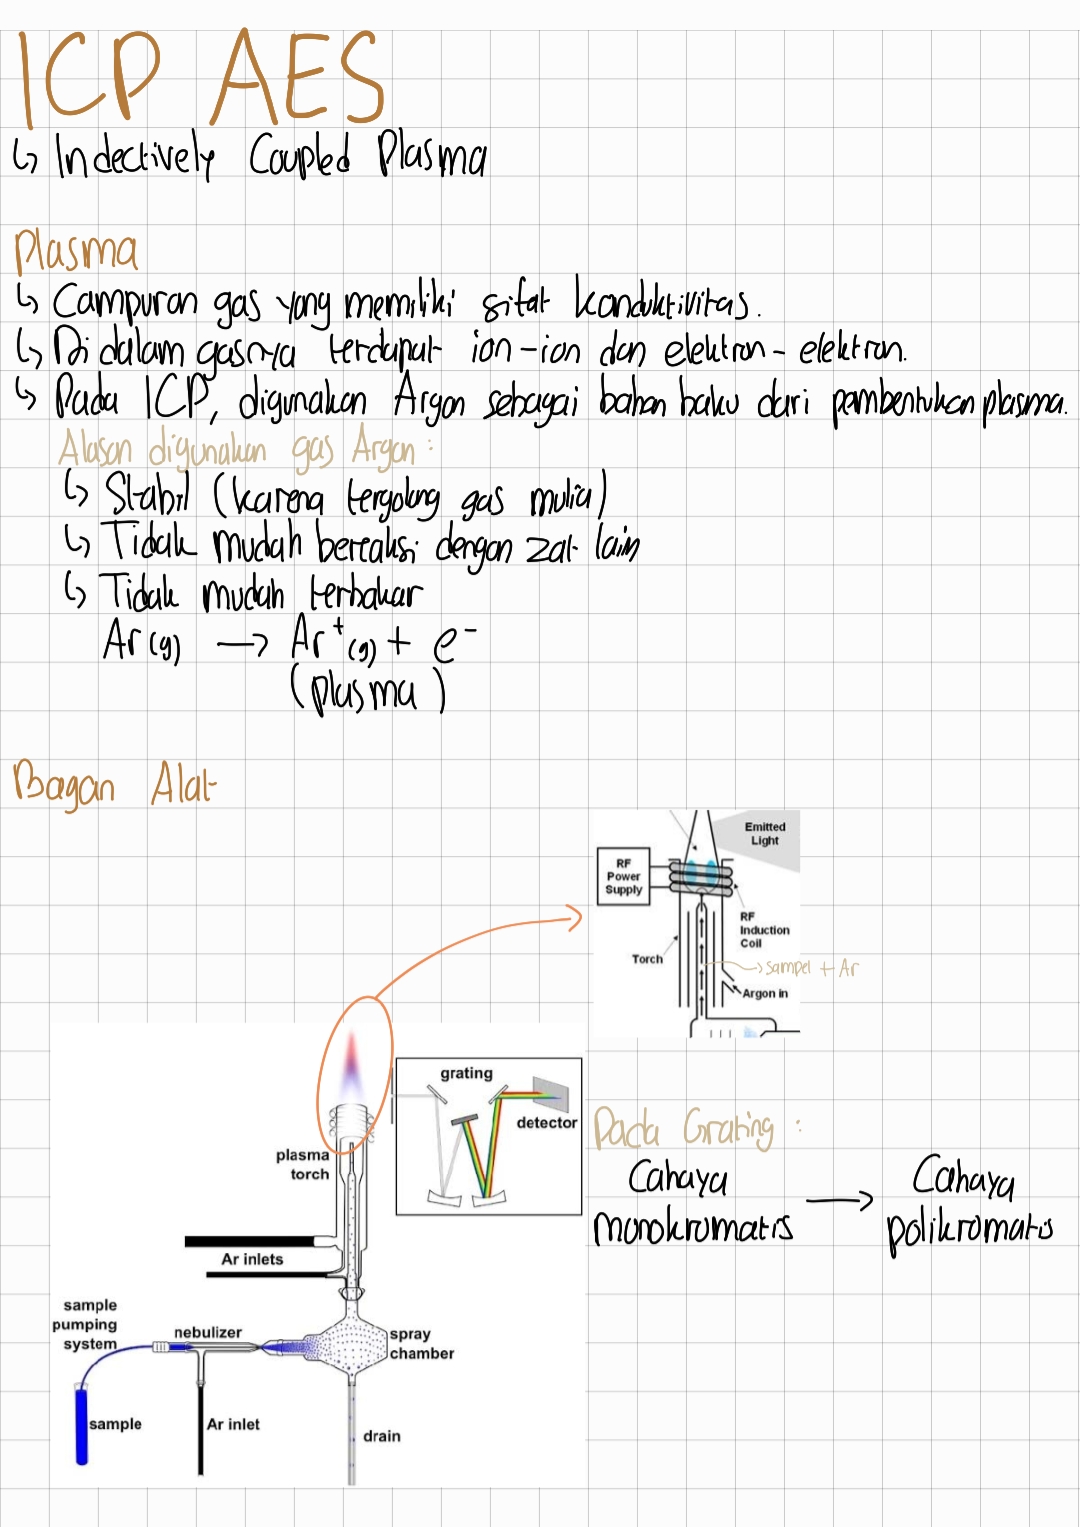 ICP AES
↳ Indectively Coupled Plasma
Plasma
↳ Campuran gas yang memiliki sifat konduktivitas.
↳ Di dalam gasnya terdapat ion-ion dan elektron-elektron.
↳ Pada ICP, digunakan Argon sebagai bahan baku dari pembentukan plasma.
Alasan digunakan gas Argon :
↳ Stabil (karena tergolong gas mulia)
↳ Tidak mudah bereaksi dengan zat lain
↳ Tidak mudah terbakar
Ar(g) → Ar⁺(g) + e⁻
(plasma)
Bagan Alat
Emitted
Light
RF
Power
Supply
RF
Induction
Coil
Torch
→ sampel + Ar
Argon in
grating
detector
plasma
torch
Ar inlets
sample
pumping
system
nebulizer
spray
chamber
sample
Ar inlet
drain
Pada Grating :
Cahaya
monokromatis
→
Cahaya
polikromatis